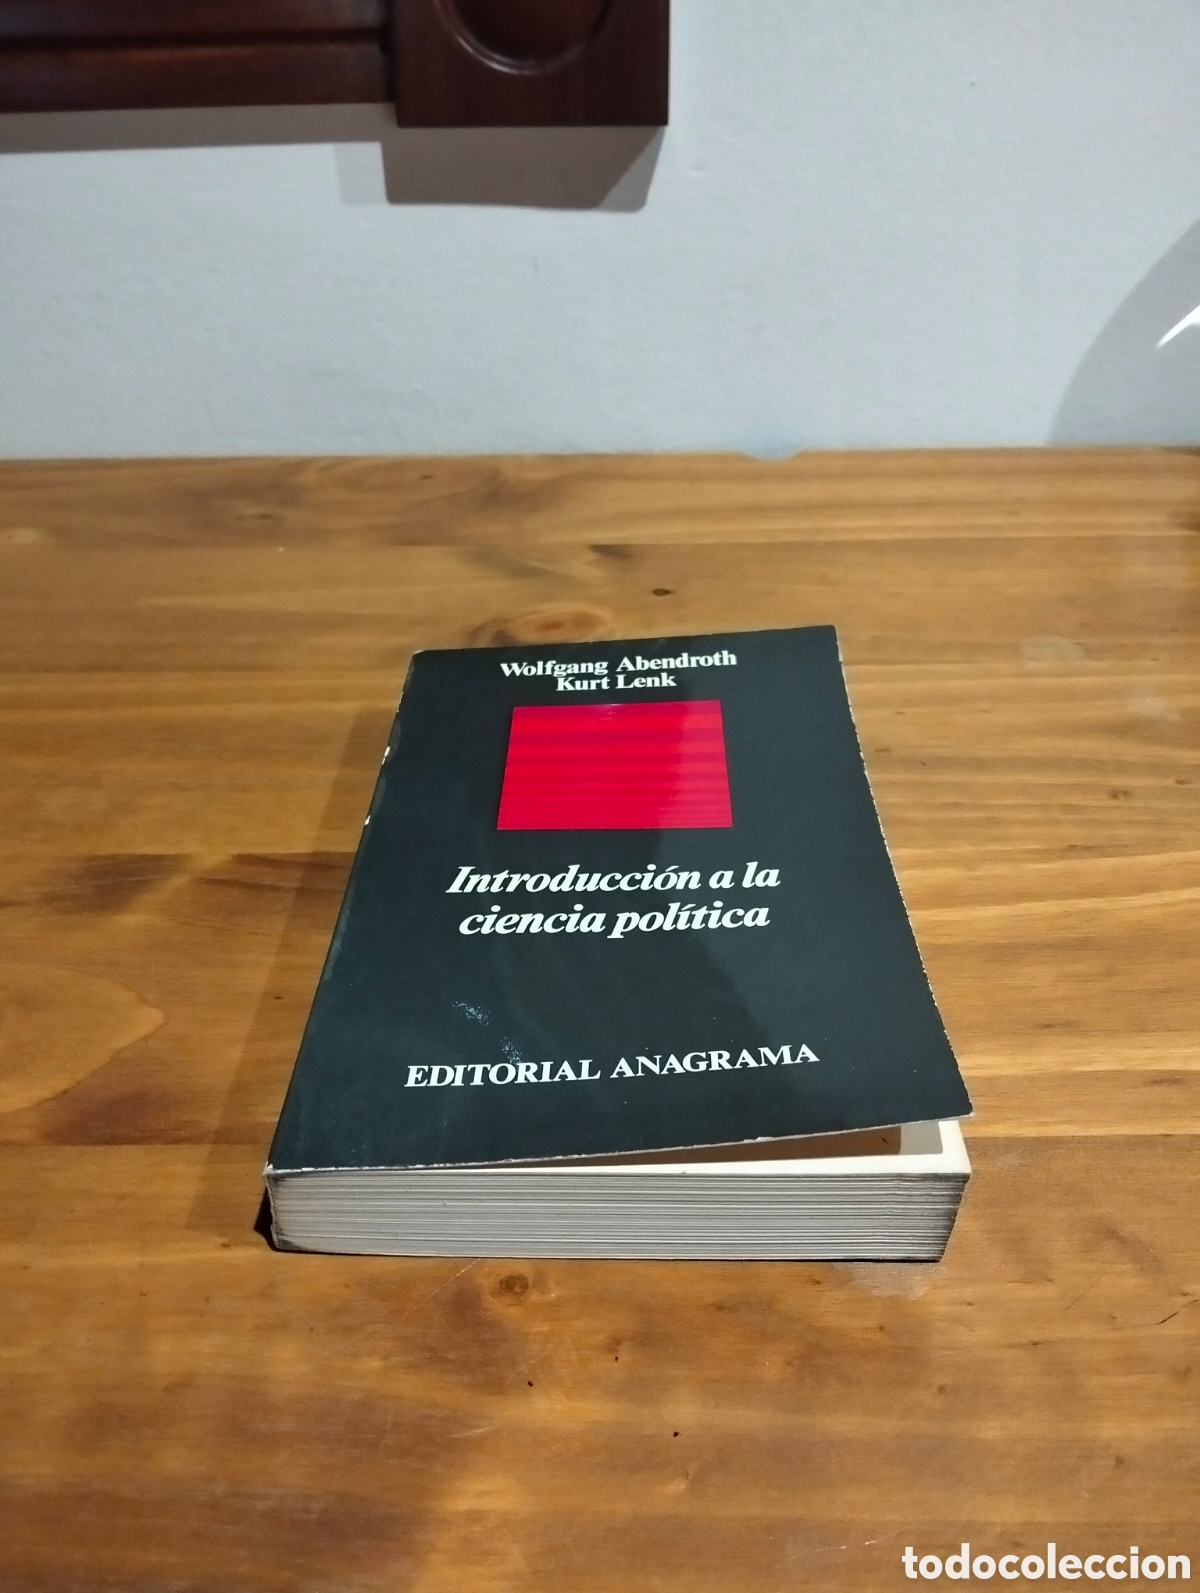 Wolfgang Abendroth
Kurt Lenk
Introducción a la
ciencia política
EDITORIAL ANAGRAMA
todocoleccion